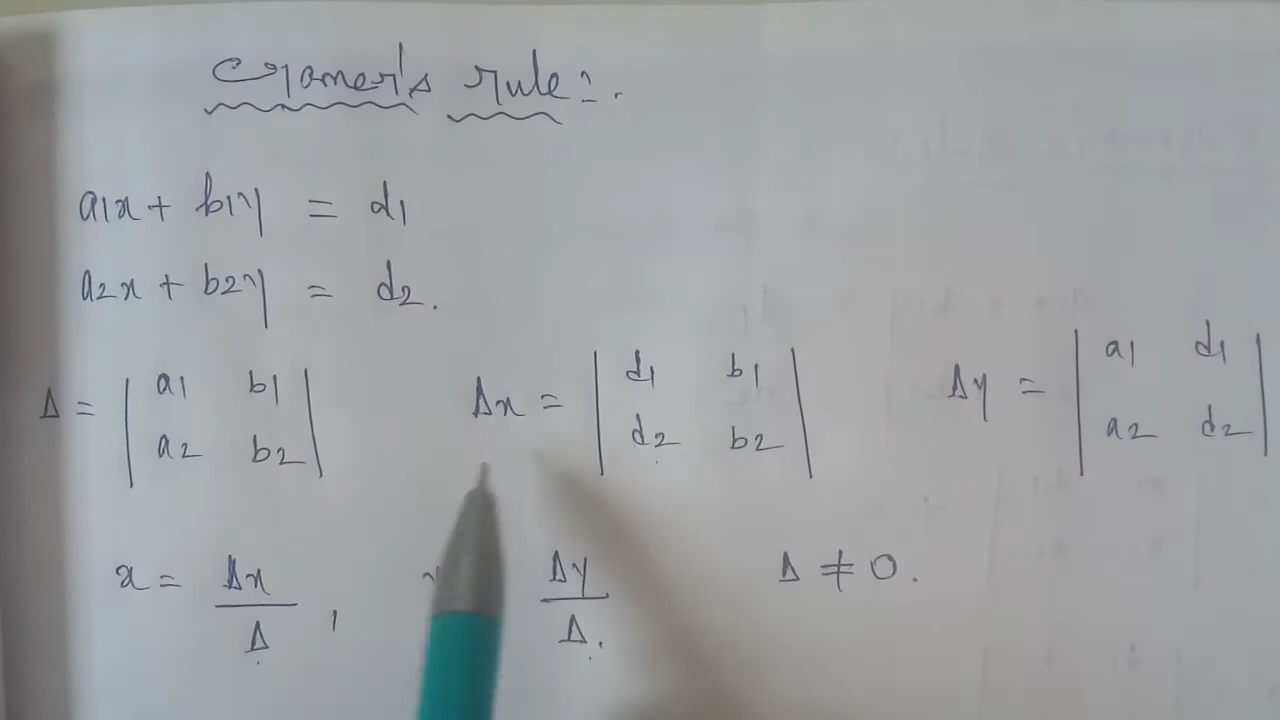 Cramer's rule:.
a1x + b1y = d1
a2x + b2y = d2.
Δ = | a1 b1 | Δx = | d1 b1 | Δy = | a1 d1 |
| a2 b2 | | d2 b2 | | a2 d2 |
x = Δx / Δ , Δy / Δ. Δ ≠ 0.